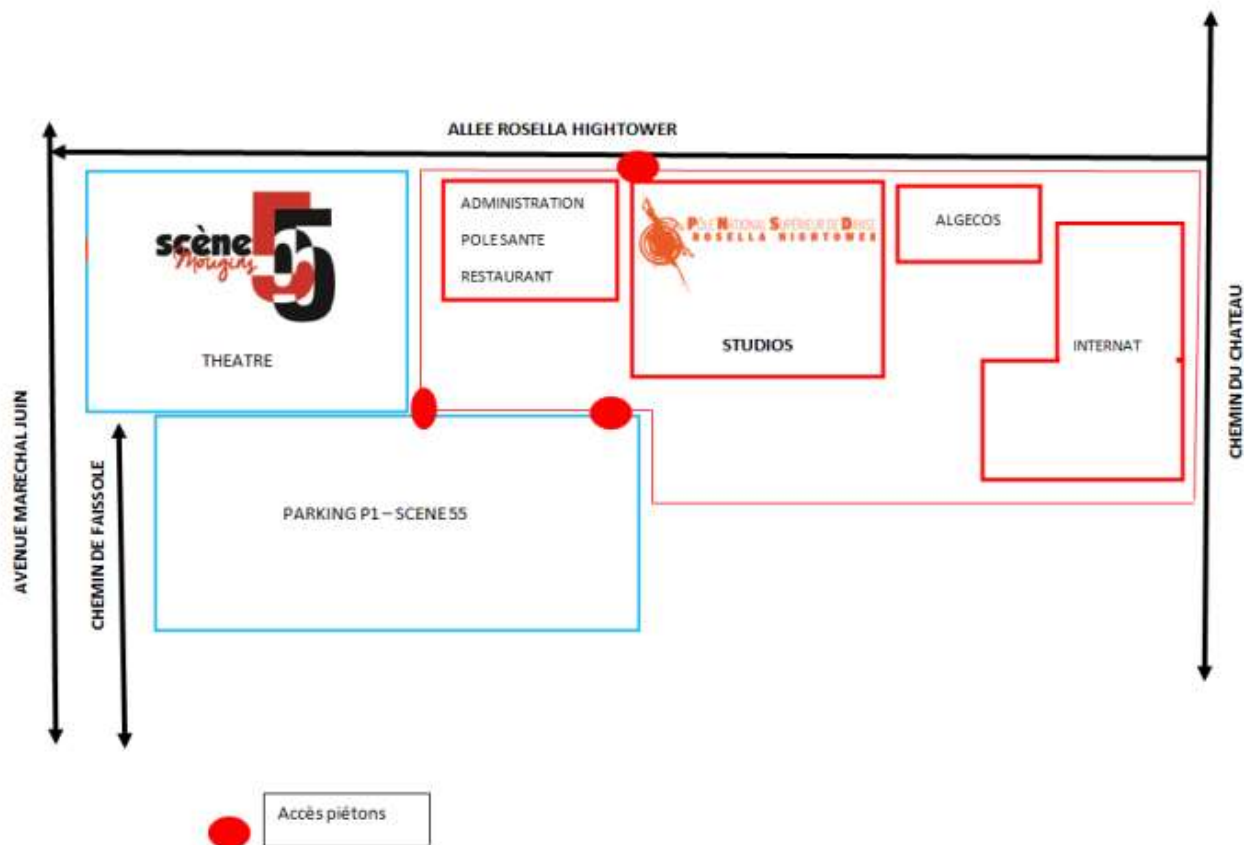 ALLEE ROSELLA HIGHTOWER
scène
Mougins
55
THEATRE
ADMINISTRATION
POLE SANTE
RESTAURANT
PÔLE NATIONAL SUPÉRIEUR DE DANSE
ROSELLA HIGHTOWER
STUDIOS
ALGECOS
INTERNAT
AVENUE MARECHAL JUIN
CHEMIN DE FAISSOLE
CHEMIN DU CHATEAU
PARKING P1 – SCENE 55
Accès piétons